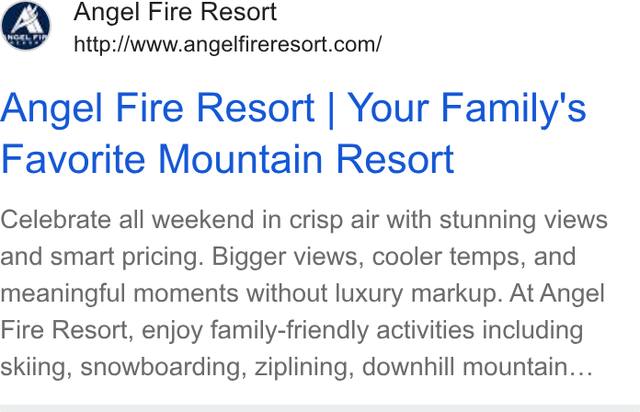 Angel Fire Resort
http://www.angelfireresort.com/
Angel Fire Resort | Your Family's
Favorite Mountain Resort
Celebrate all weekend in crisp air with stunning views
and smart pricing. Bigger views, cooler temps, and
meaningful moments without luxury markup. At Angel
Fire Resort, enjoy family-friendly activities including
skiing, snowboarding, ziplining, downhill mountain…